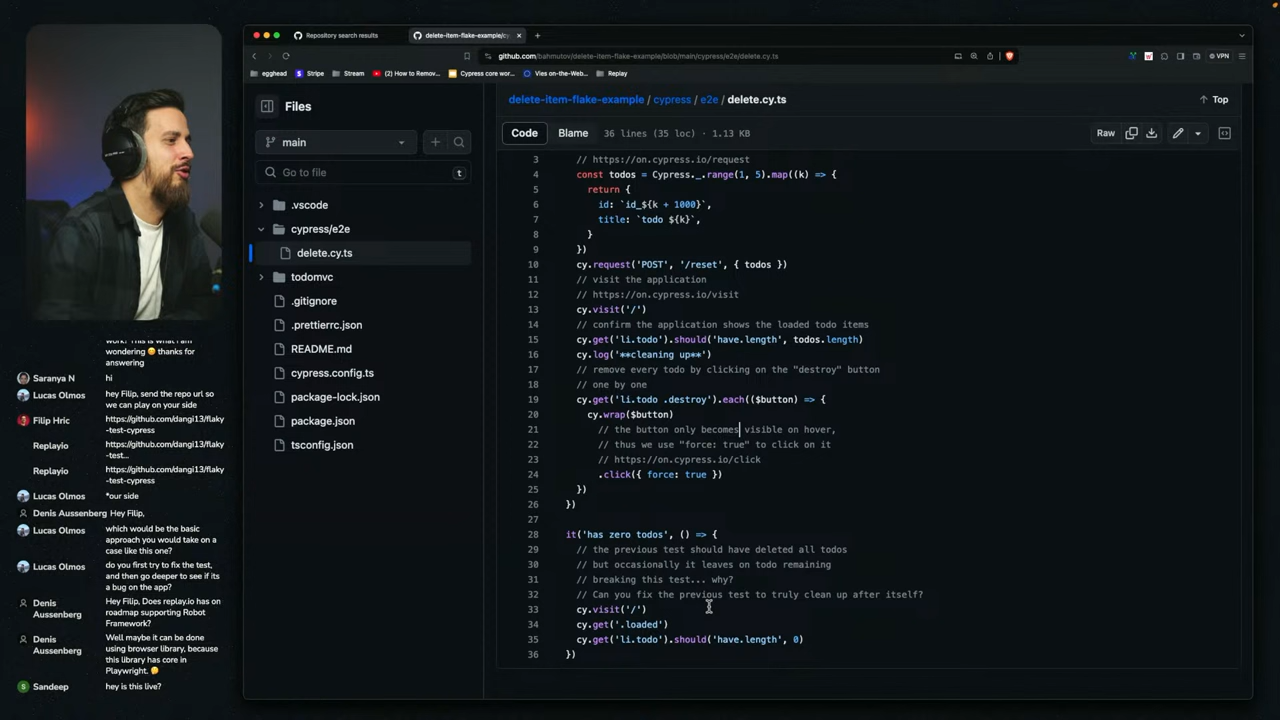 Repository search results
delete-item-flake-example/cy
github.com/bahmutov/delete-item-flake-example/blob/main/cypress/e2e/delete.cy.ts
VPN
egghead
Stripe
Stream
(2) How to Remov...
Cypress core wor...
Vies on-the-Web...
Replay
Files
main
Go to file
t
.vscode
cypress/e2e
delete.cy.ts
todomvc
.gitignore
.prettierrc.json
README.md
cypress.config.ts
package-lock.json
package.json
tsconfig.json
delete-item-flake-example / cypress / e2e / delete.cy.ts
Top
Code
Blame
36 lines (35 loc) · 1.13 KB
Raw
3 // https://on.cypress.io/request
4 const todos = Cypress._.range(1, 5).map((k) => {
5 return {
6 id: `id_${k + 1000}`,
7 title: `todo ${k}`,
8 }
9 })
10 cy.request('POST', '/reset', { todos })
11 // visit the application
12 // https://on.cypress.io/visit
13 cy.visit('/')
14 // confirm the application shows the loaded todo items
15 cy.get('li.todo').should('have.length', todos.length)
16 cy.log('**cleaning up**')
17 // remove every todo by clicking on the "destroy" button
18 // one by one
19 cy.get('li.todo .destroy').each(($button) => {
20 cy.wrap($button)
21 // the button only becomes visible on hover,
22 // thus we use "force: true" to click on it
23 // https://on.cypress.io/click
24 .click({ force: true })
25 })
26 })
27
28 it('has zero todos', () => {
29 // the previous test should have deleted all todos
30 // but occasionally it leaves on todo remaining
31 // breaking this test... why?
32 // Can you fix the previous test to truly clean up after itself?
33 cy.visit('/')
34 cy.get('.loaded')
35 cy.get('li.todo').should('have.length', 0)
36 })
work? This is what I am
wondering 😊 thanks for
answering
Saranya N hi
Lucas Olmos hey Filip, send the repo url so
we can play on your side
Filip Hric https://github.com/dangi13/flaky
-test...
Replayio https://github.com/dangi13/flaky
-test-cypress
Replayio https://github.com/dangi13/flaky
-test-cypress
Lucas Olmos *our side
Denis Aussenberg Hey Filip,
Lucas Olmos which would be the basic
approach you would take on a
case like this one?
Lucas Olmos do you first try to fix the test,
and then go deeper to see if its
a bug on the app?
Denis Aussenberg Hey Filip, Does replay.io has on
roadmap supporting Robot
Framework?
Denis Aussenberg Well maybe it can be done
using browser library, because
this library has core in
Playwright. 🤔
S Sandeep hey is this live?